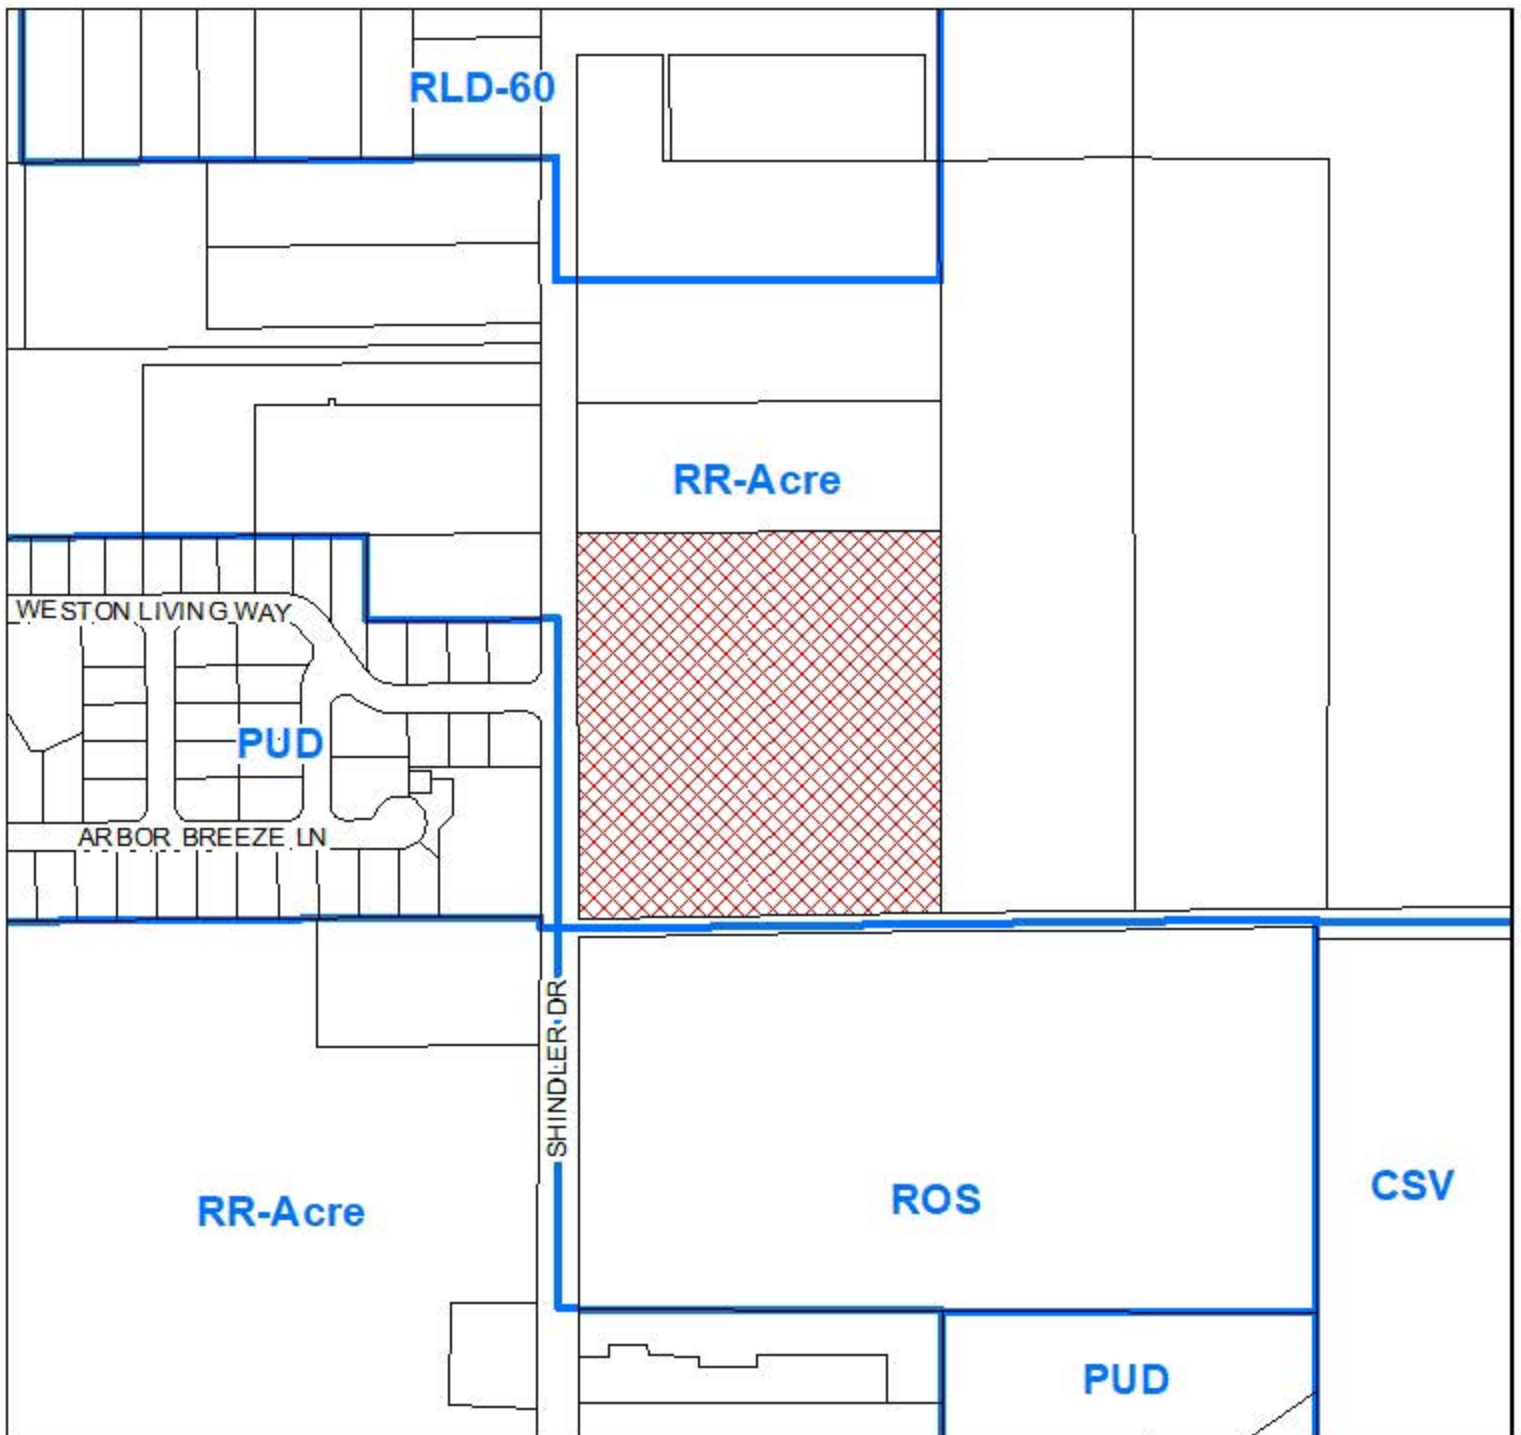 RLD-60
RR-Acre
WESTON LIVING WAY
PUD
ARBOR BREEZE LN
SHINDLER DR
RR-Acre
ROS
CSV
PUD